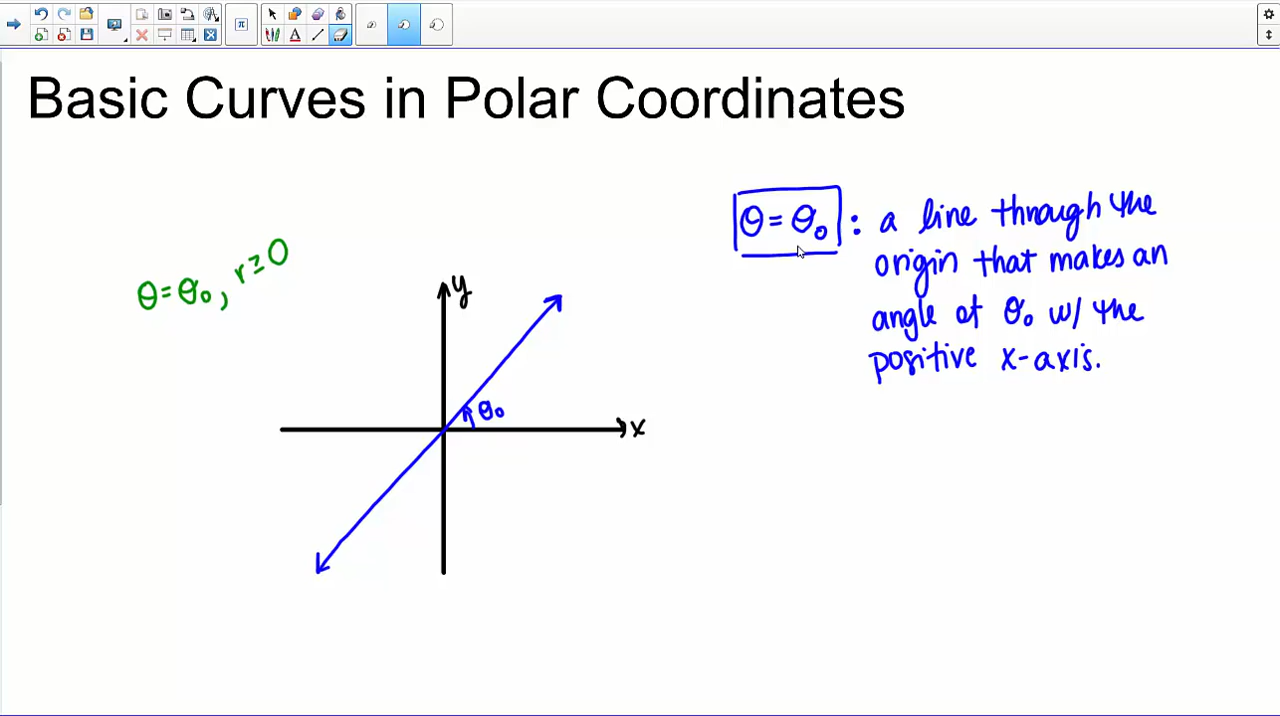 Basic Curves in Polar Coordinates
θ = θ₀ : a line through the
origin that makes an
angle of θ₀ w/ the
positive x-axis.
θ = θ₀, r ≥ 0
y
θ₀
x